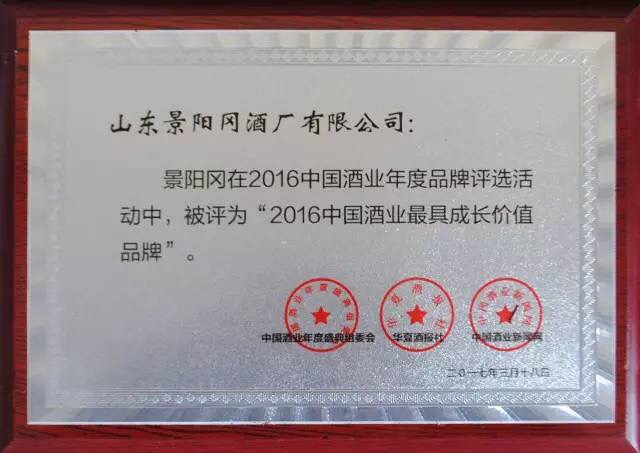 山东景阳冈酒厂有限公司：
景阳冈在2016中国酒业年度品牌评选活
动中，被评为“2016中国酒业最具成长价值
品牌”。
中国酒业年度盛典组委会 华夏酒报社 中国酒业新闻网
二〇一七年三月十八日